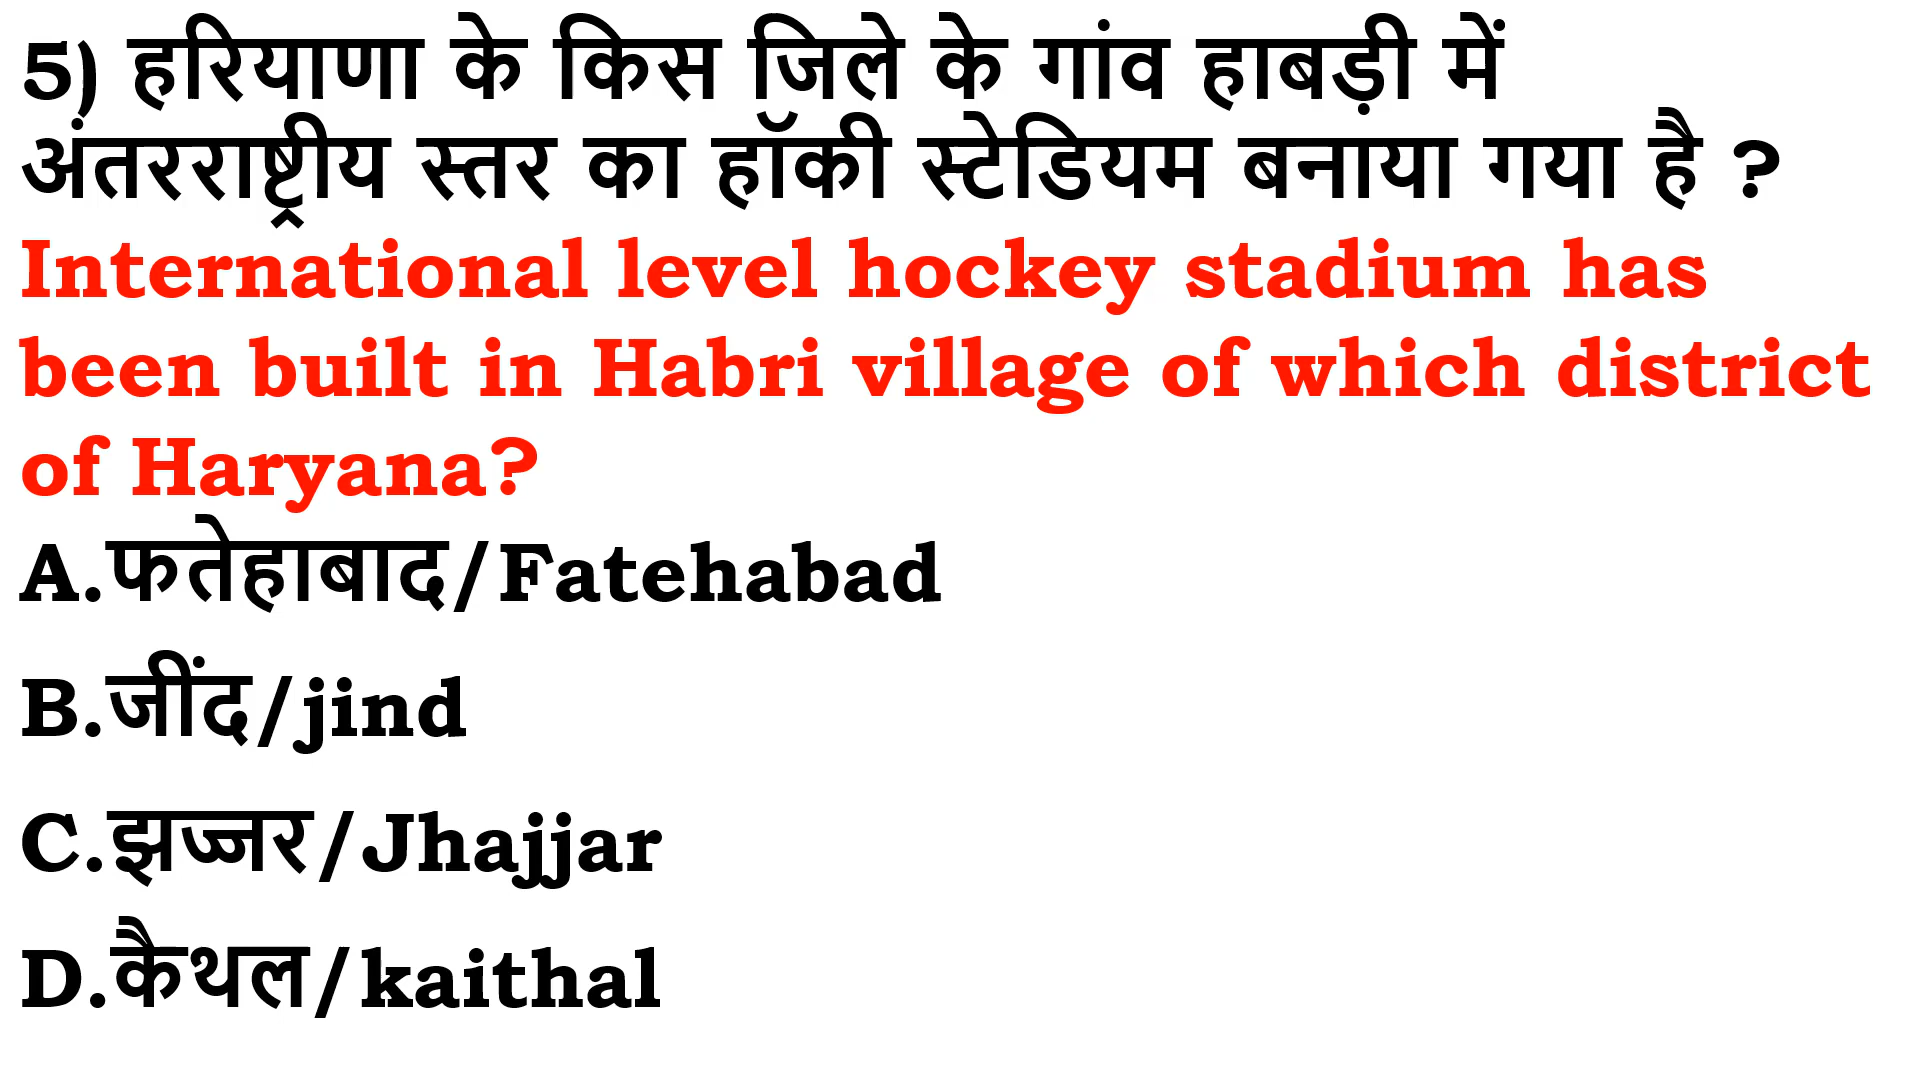 5) हरियाणा के किस जिले के गांव हाबड़ी में
अंतरराष्ट्रीय स्तर का हॉकी स्टेडियम बनाया गया है ?
International level hockey stadium has
been built in Habri village of which district
of Haryana?
A.फतेहाबाद/Fatehabad
B.जींद/jind
C.झज्जर/Jhajjar
D.कैथल/kaithal